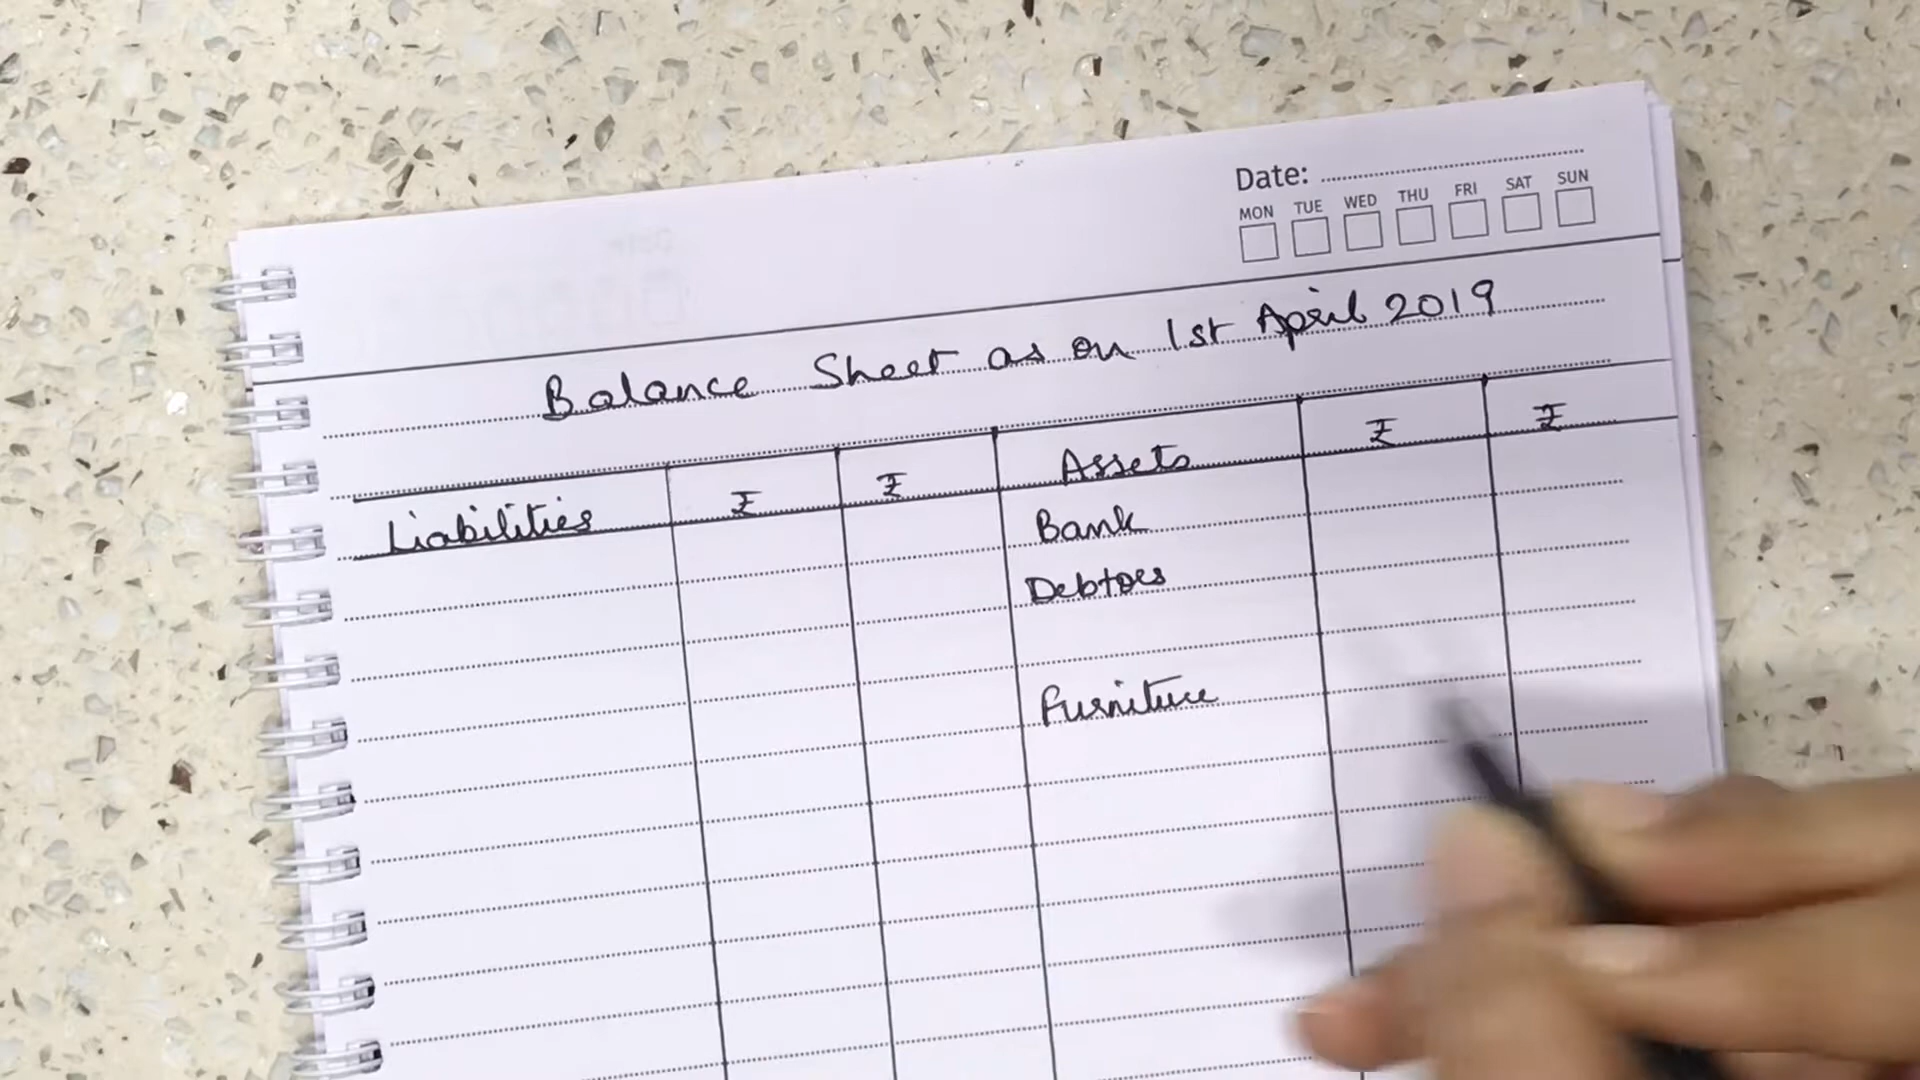 Date:
MON TUE WED THU FRI SAT SUN
Balance Sheet as on 1st April 2019
Liabilities ₹ ₹ Assets ₹ ₹
Bank
Debtors
Furniture